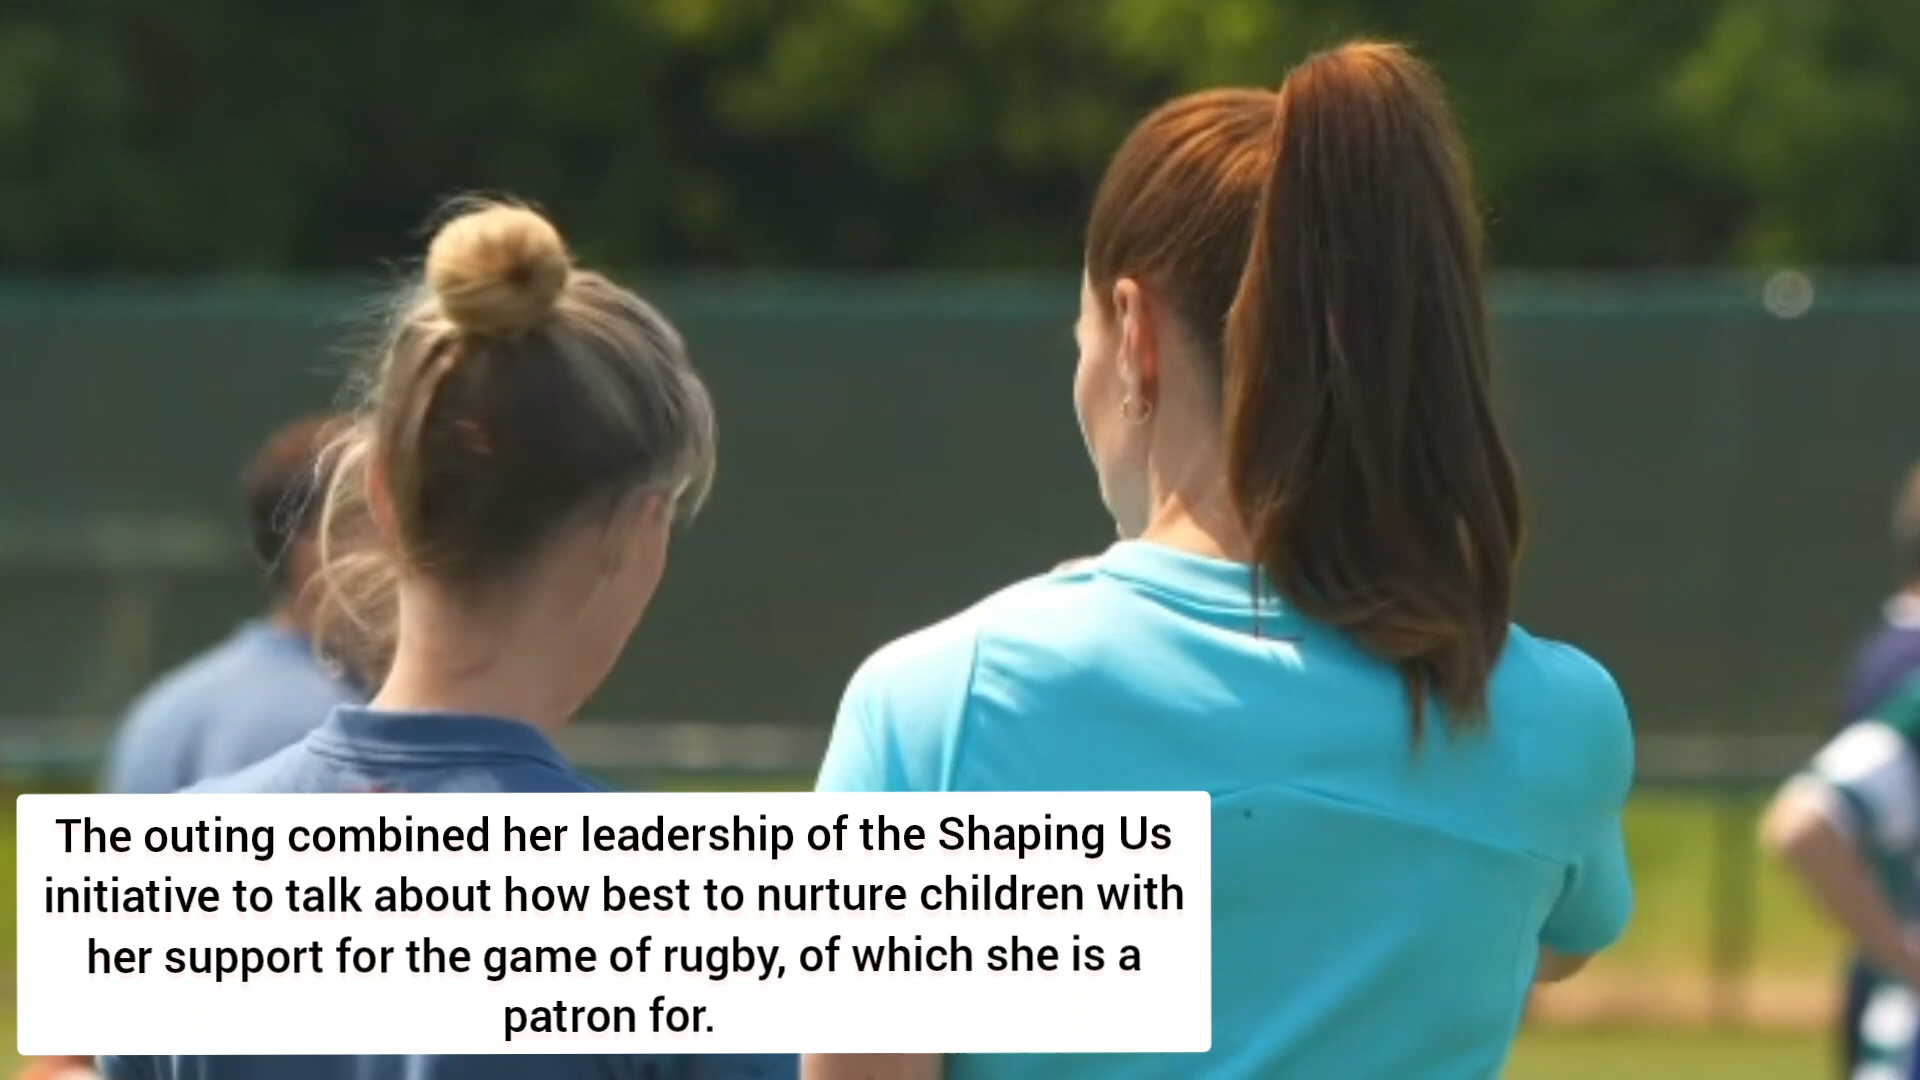 The outing combined her leadership of the Shaping Us
initiative to talk about how best to nurture children with
her support for the game of rugby, of which she is a
patron for.